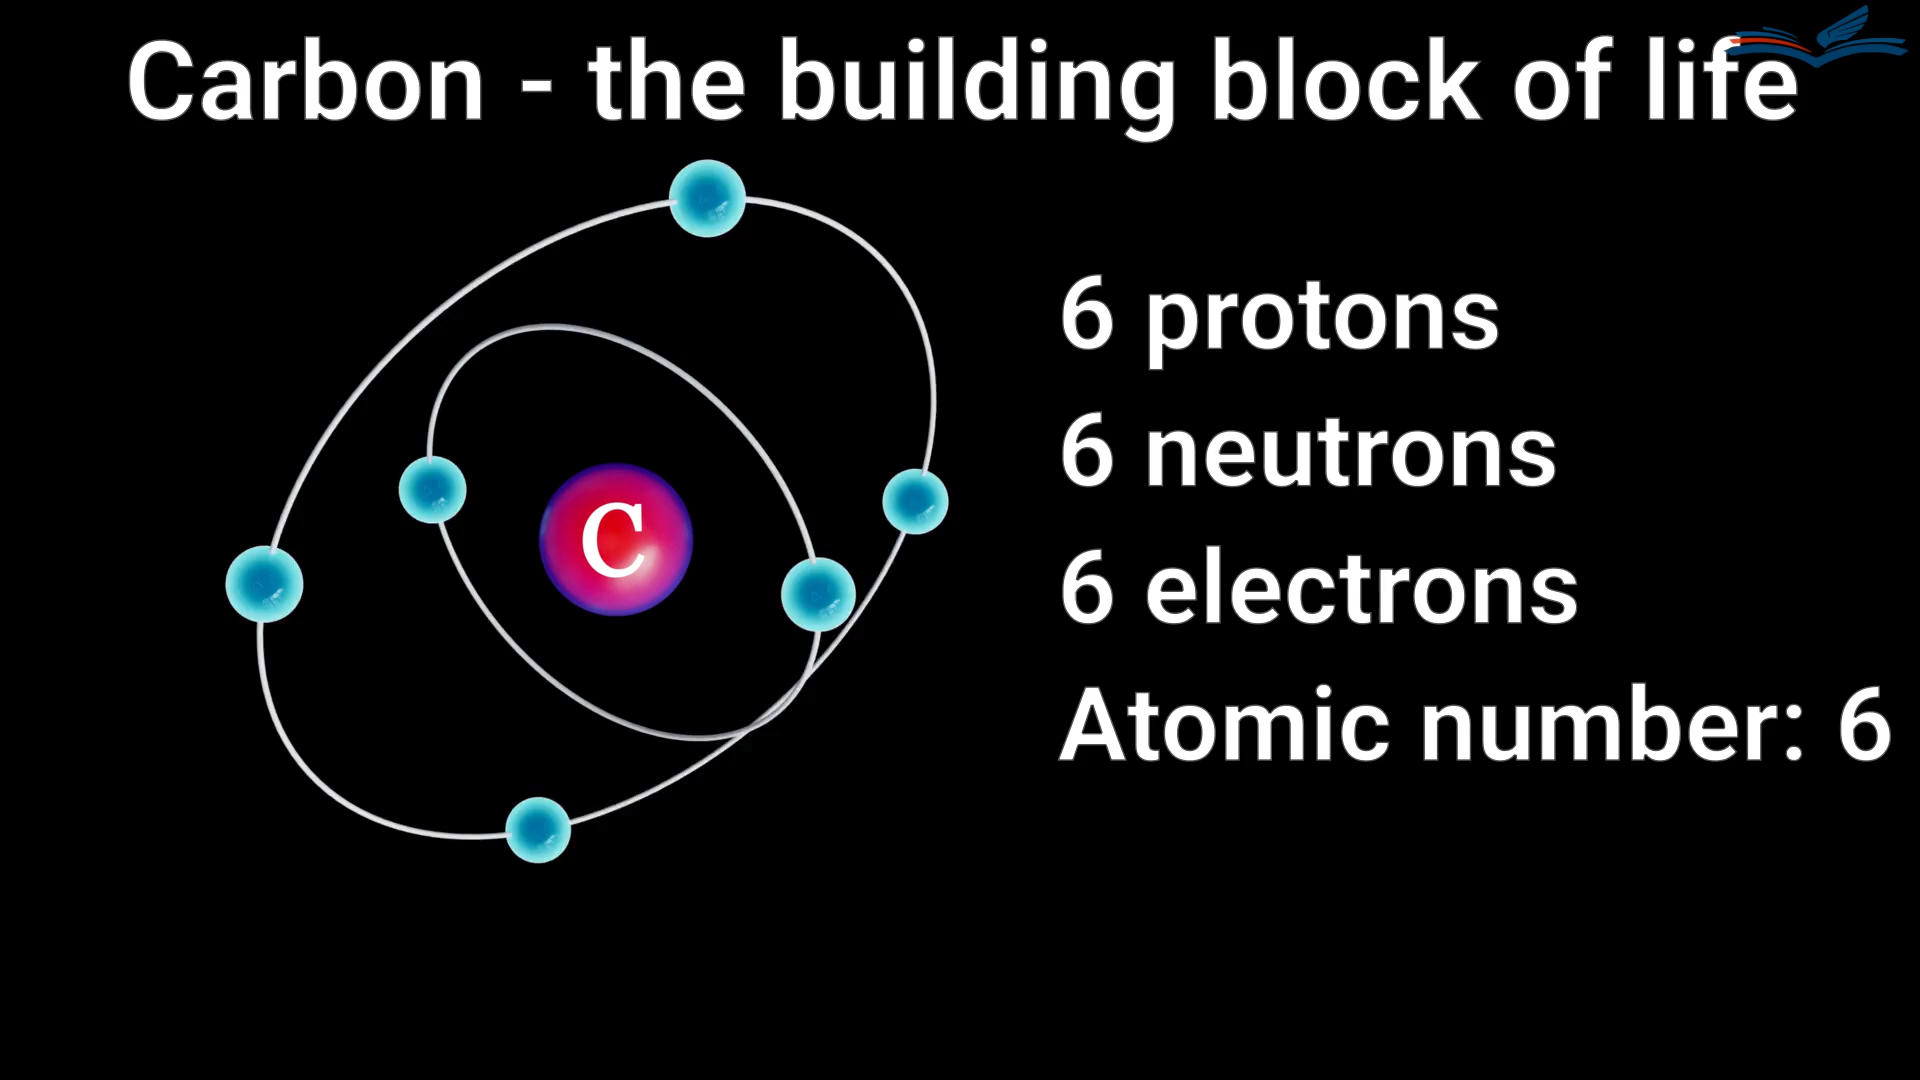 Carbon - the building block of life
C
6 protons
6 neutrons
6 electrons
Atomic number: 6